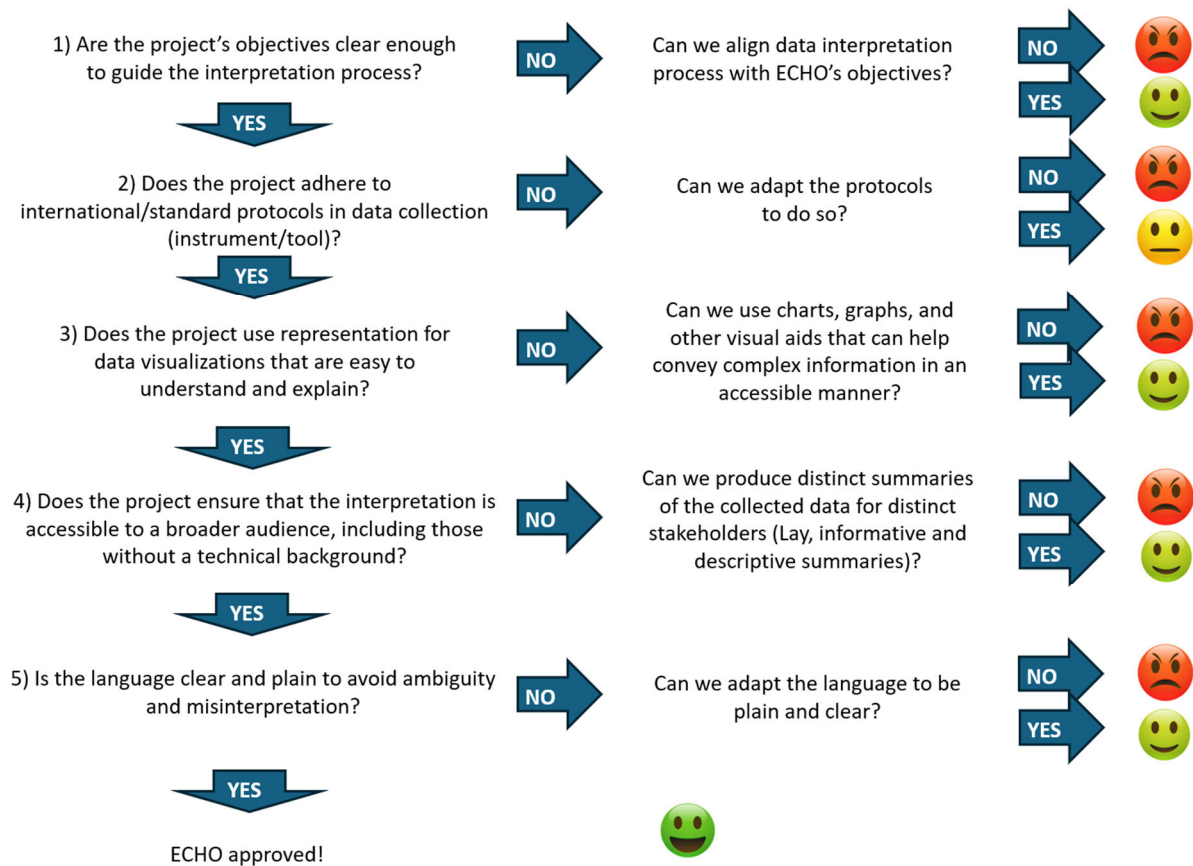 1) Are the project's objectives clear enough
to guide the interpretation process?
NO
Can we align data interpretation
process with ECHO's objectives?
NO
YES
YES
2) Does the project adhere to
international/standard protocols in data collection
(instrument/tool)?
NO
Can we adapt the protocols
to do so?
NO
YES
YES
3) Does the project use representation for
data visualizations that are easy to
understand and explain?
NO
Can we use charts, graphs, and
other visual aids that can help
convey complex information in an
accessible manner?
NO
YES
YES
4) Does the project ensure that the interpretation is
accessible to a broader audience, including those
without a technical background?
NO
Can we produce distinct summaries
of the collected data for distinct
stakeholders (Lay, informative and
descriptive summaries)?
NO
YES
YES
5) Is the language clear and plain to avoid ambiguity
and misinterpretation?
NO
Can we adapt the language to be
plain and clear?
NO
YES
YES
ECHO approved!